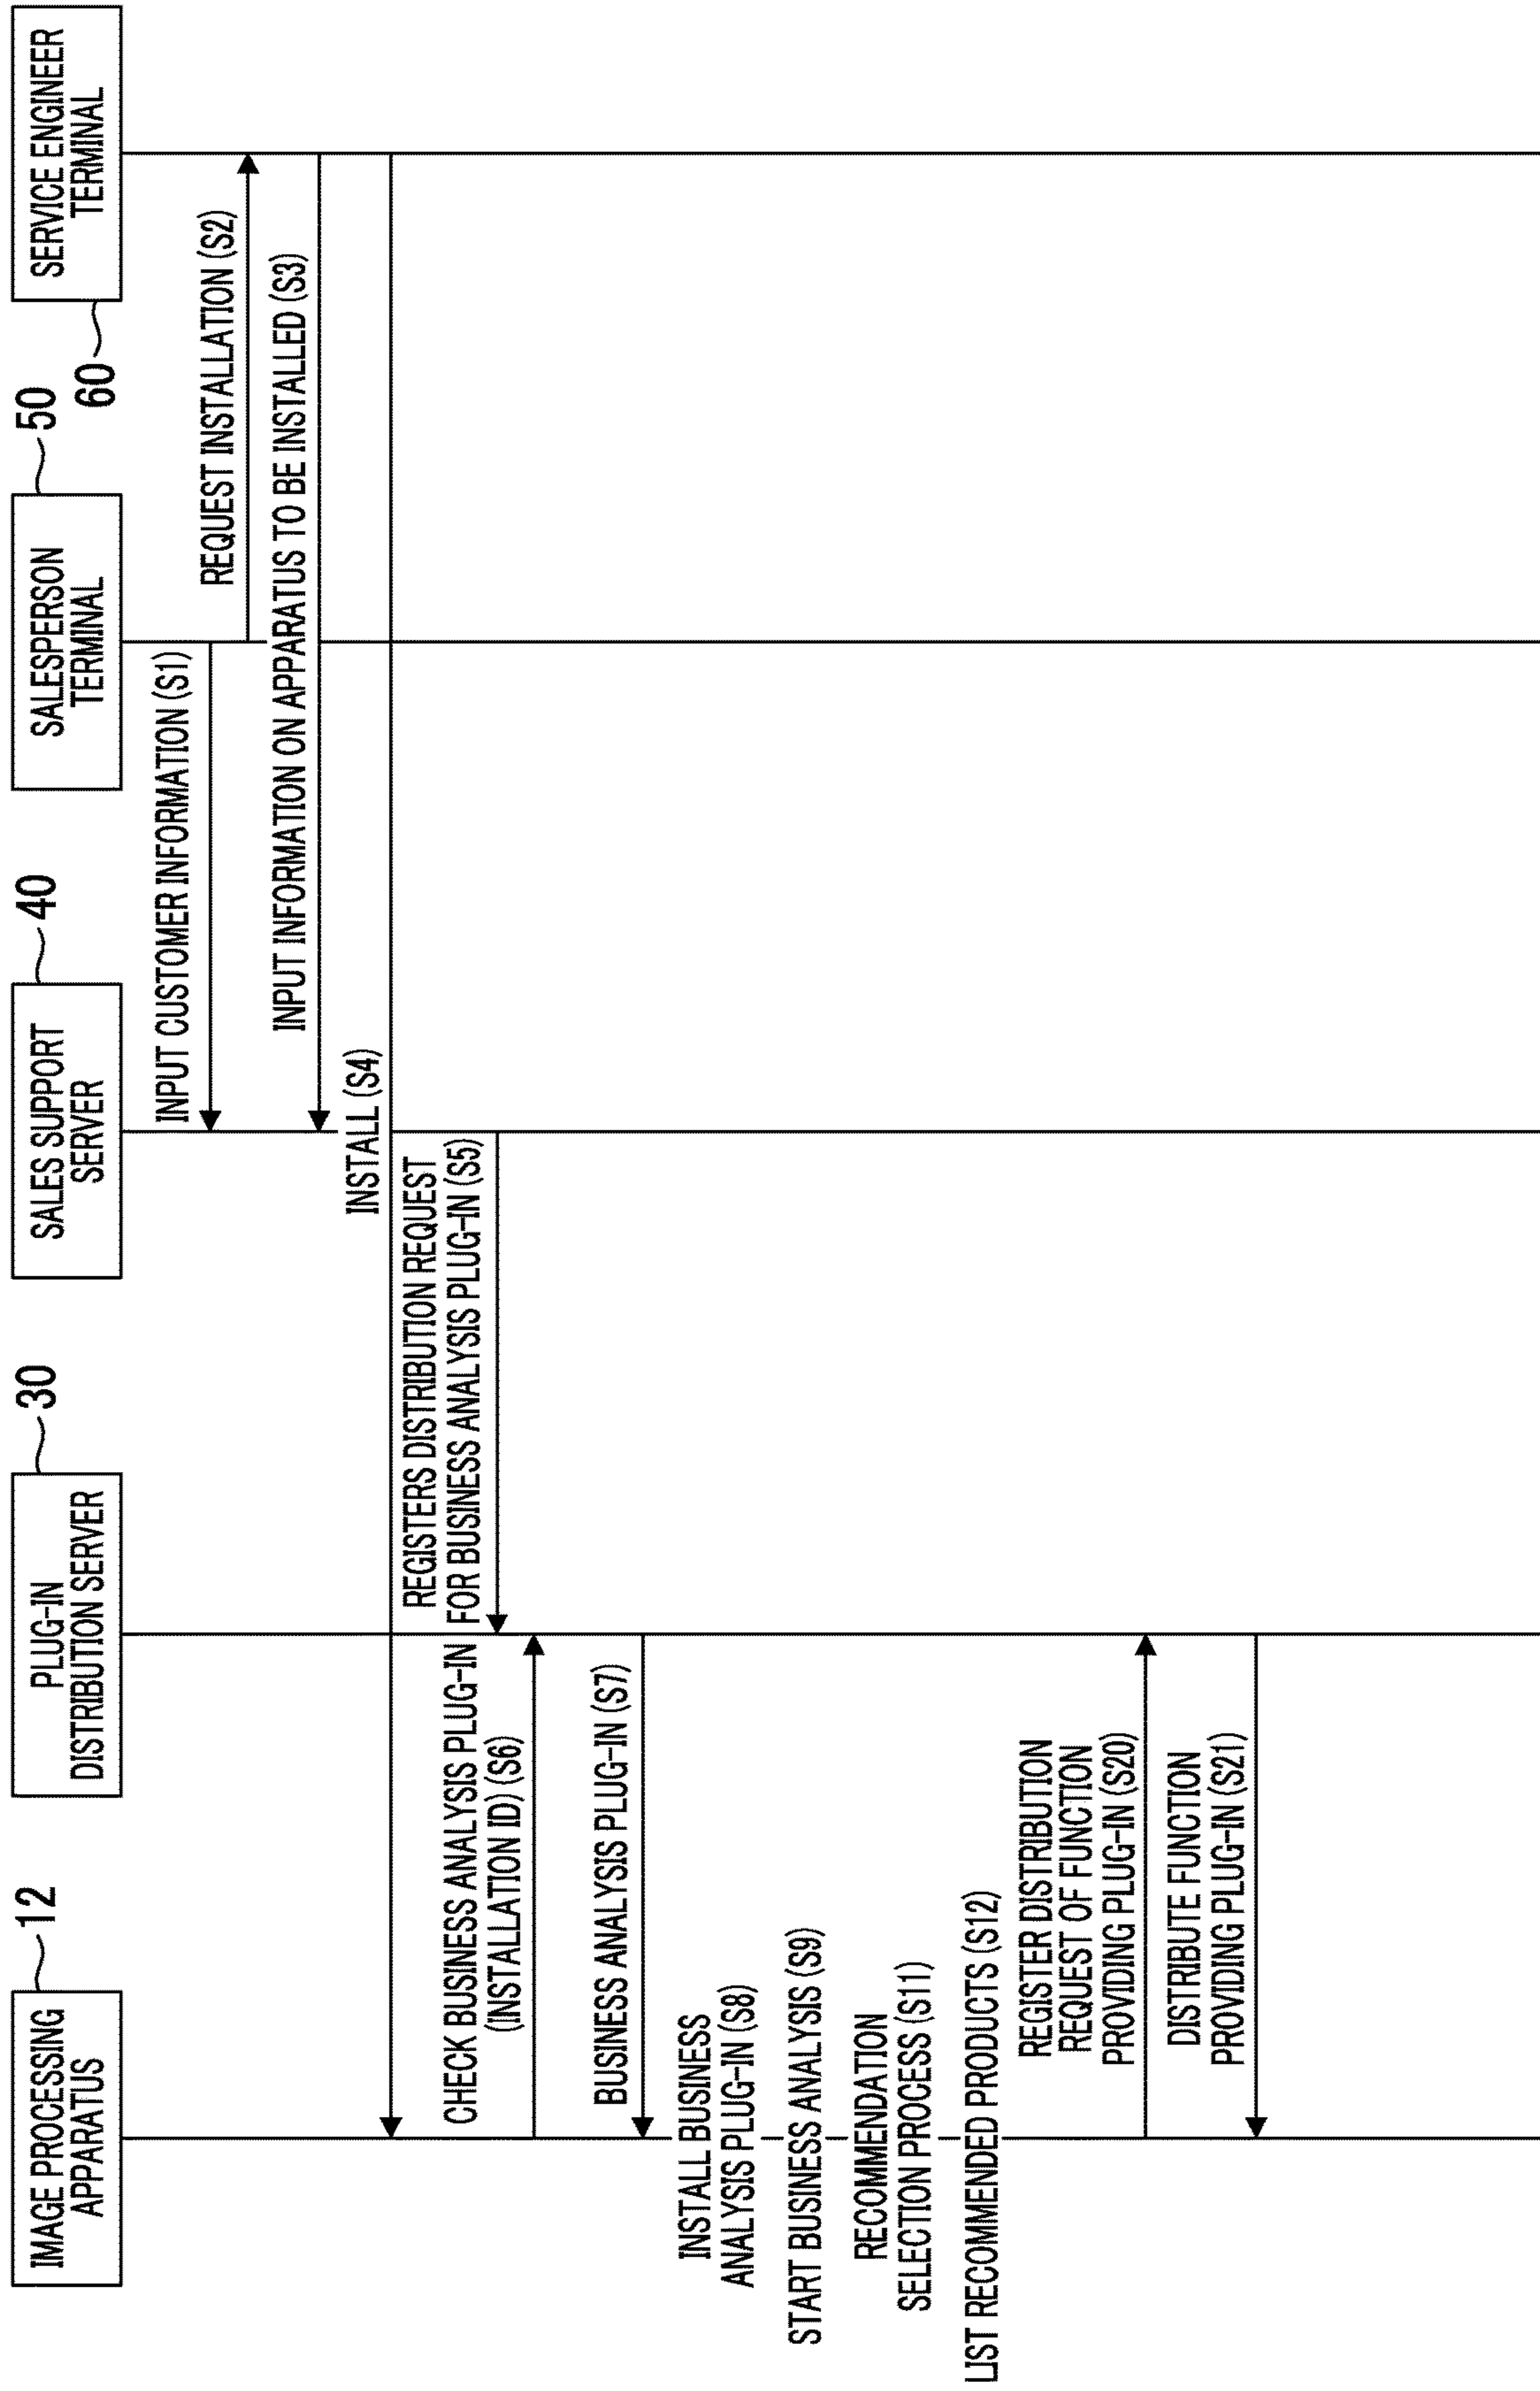 IMAGE PROCESSING
APPARATUS
12
PLUG-IN
DISTRIBUTION SERVER
30
SALES SUPPORT
SERVER
40
SALESPERSON
TERMINAL
50
SERVICE ENGINEER
TERMINAL
60
INPUT CUSTOMER INFORMATION (S1)
REQUEST INSTALLATION (S2)
INPUT INFORMATION ON APPARATUS TO BE INSTALLED (S3)
INSTALL (S4)
REGISTERS DISTRIBUTION REQUEST
FOR BUSINESS ANALYSIS PLUG-IN (S5)
CHECK BUSINESS ANALYSIS PLUG-IN
(INSTALLATION ID) (S6)
BUSINESS ANALYSIS PLUG-IN (S7)
INSTALL BUSINESS
ANALYSIS PLUG-IN (S8)
START BUSINESS ANALYSIS (S9)
RECOMMENDATION
SELECTION PROCESS (S11)
LIST RECOMMENDED PRODUCTS (S12)
REGISTER DISTRIBUTION
REQUEST OF FUNCTION
PROVIDING PLUG-IN (S20)
DISTRIBUTE FUNCTION
PROVIDING PLUG-IN (S21)